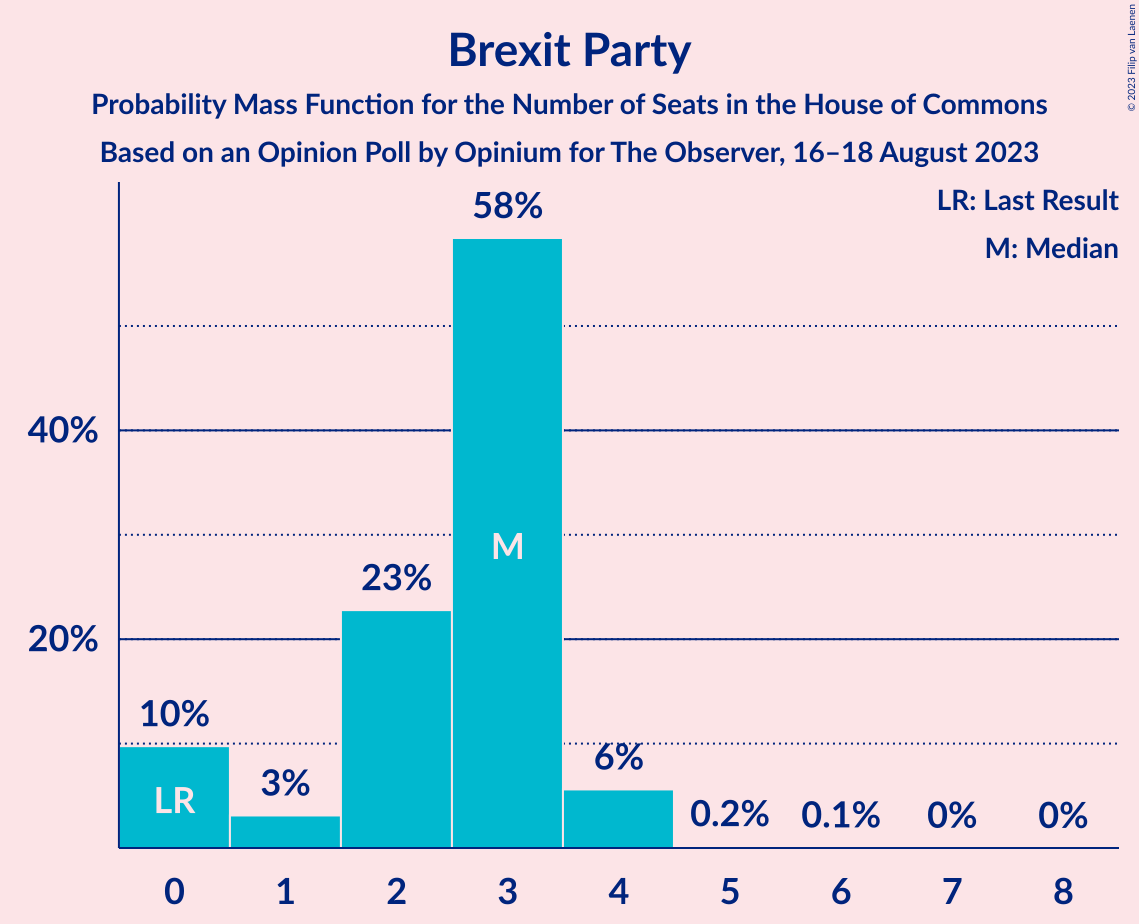 Brexit Party
Probability Mass Function for the Number of Seats in the House of Commons
Based on an Opinion Poll by Opinium for The Observer, 16–18 August 2023
© 2023 Filip van Laenen
LR: Last Result
M: Median
58%
40%
M
23%
20%
10%
6%
3%
LR
0.2%
0.1%
0%
0%
0 1 2 3 4 5 6 7 8